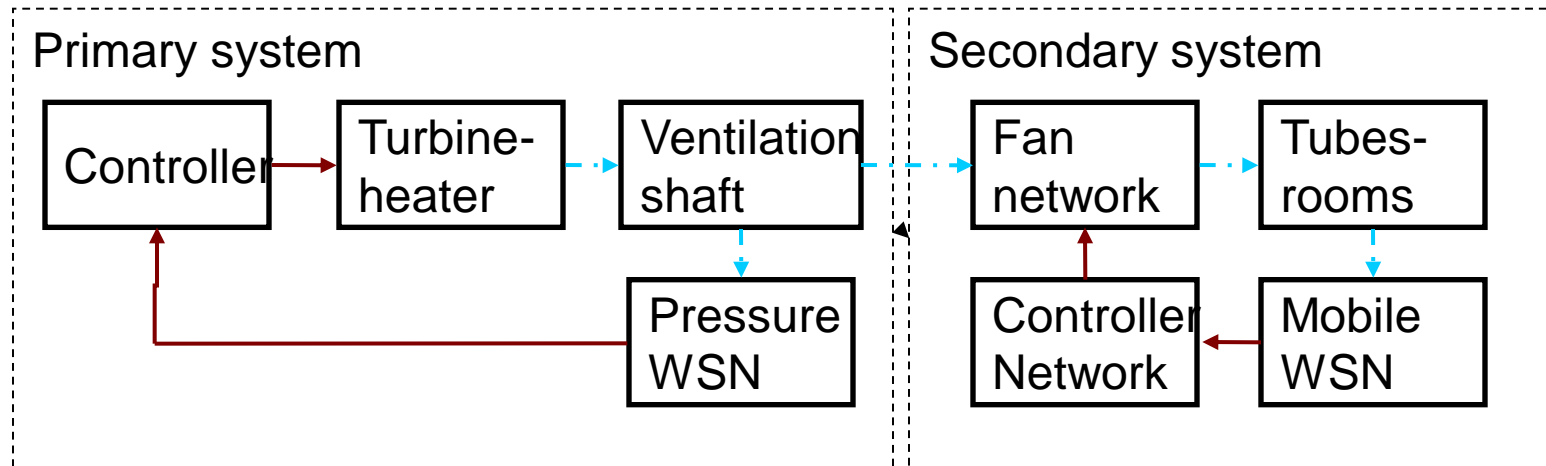 Primary system
Controller
Turbine-
heater
Ventilation
shaft
Pressure
WSN
Secondary system
Fan
network
Tubes-
rooms
Controller
Network
Mobile
WSN